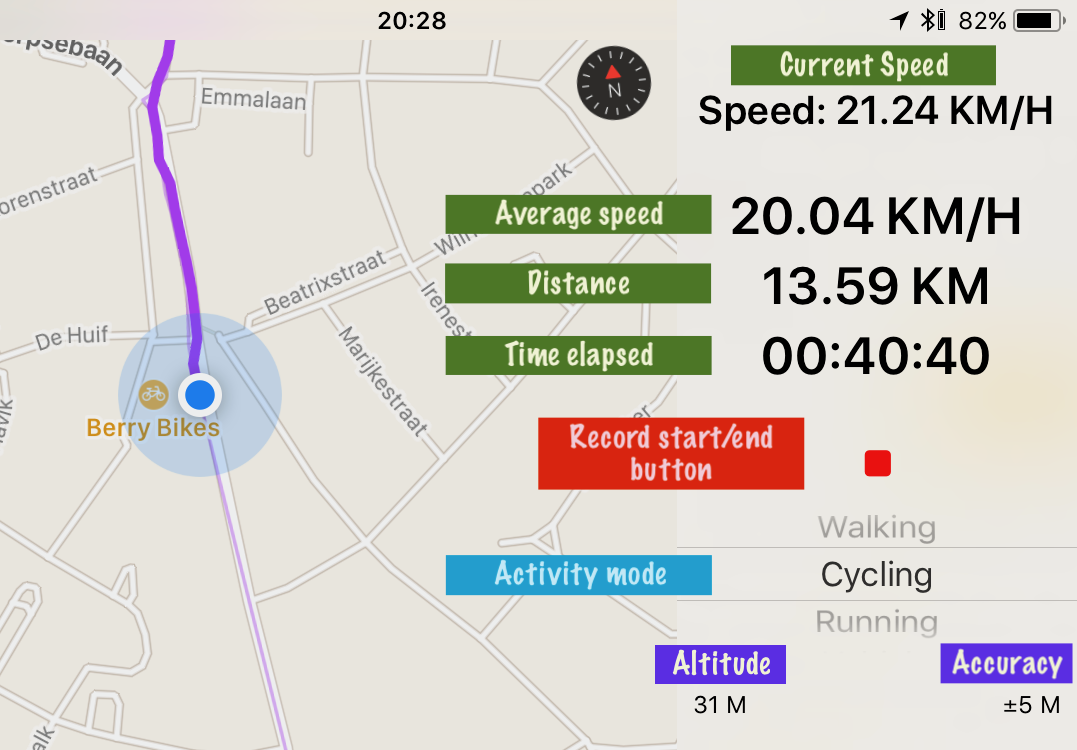 20:28
82%
Emmalaan
N
Current Speed
Speed: 21.24 KM/H
Average speed
20.04 KM/H
Beatrixstraat
Distance
13.59 KM
De Huif
Marijkestraat
Time elapsed
00:40:40
Berry Bikes
Record start/end
button
Walking
Activity mode
Cycling
Running
Altitude
Accuracy
31 M
±5 M